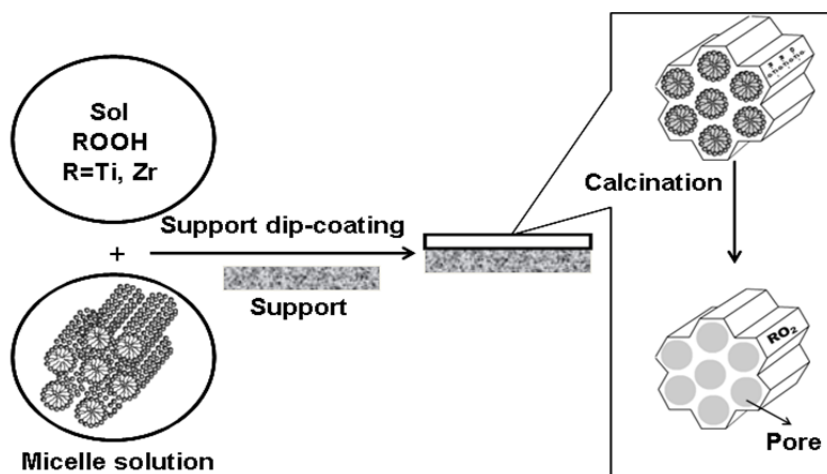 Sol
ROOH
R=Ti, Zr
+
Micelle solution
Support dip-coating
Support
Calcination
RO₂
Pore